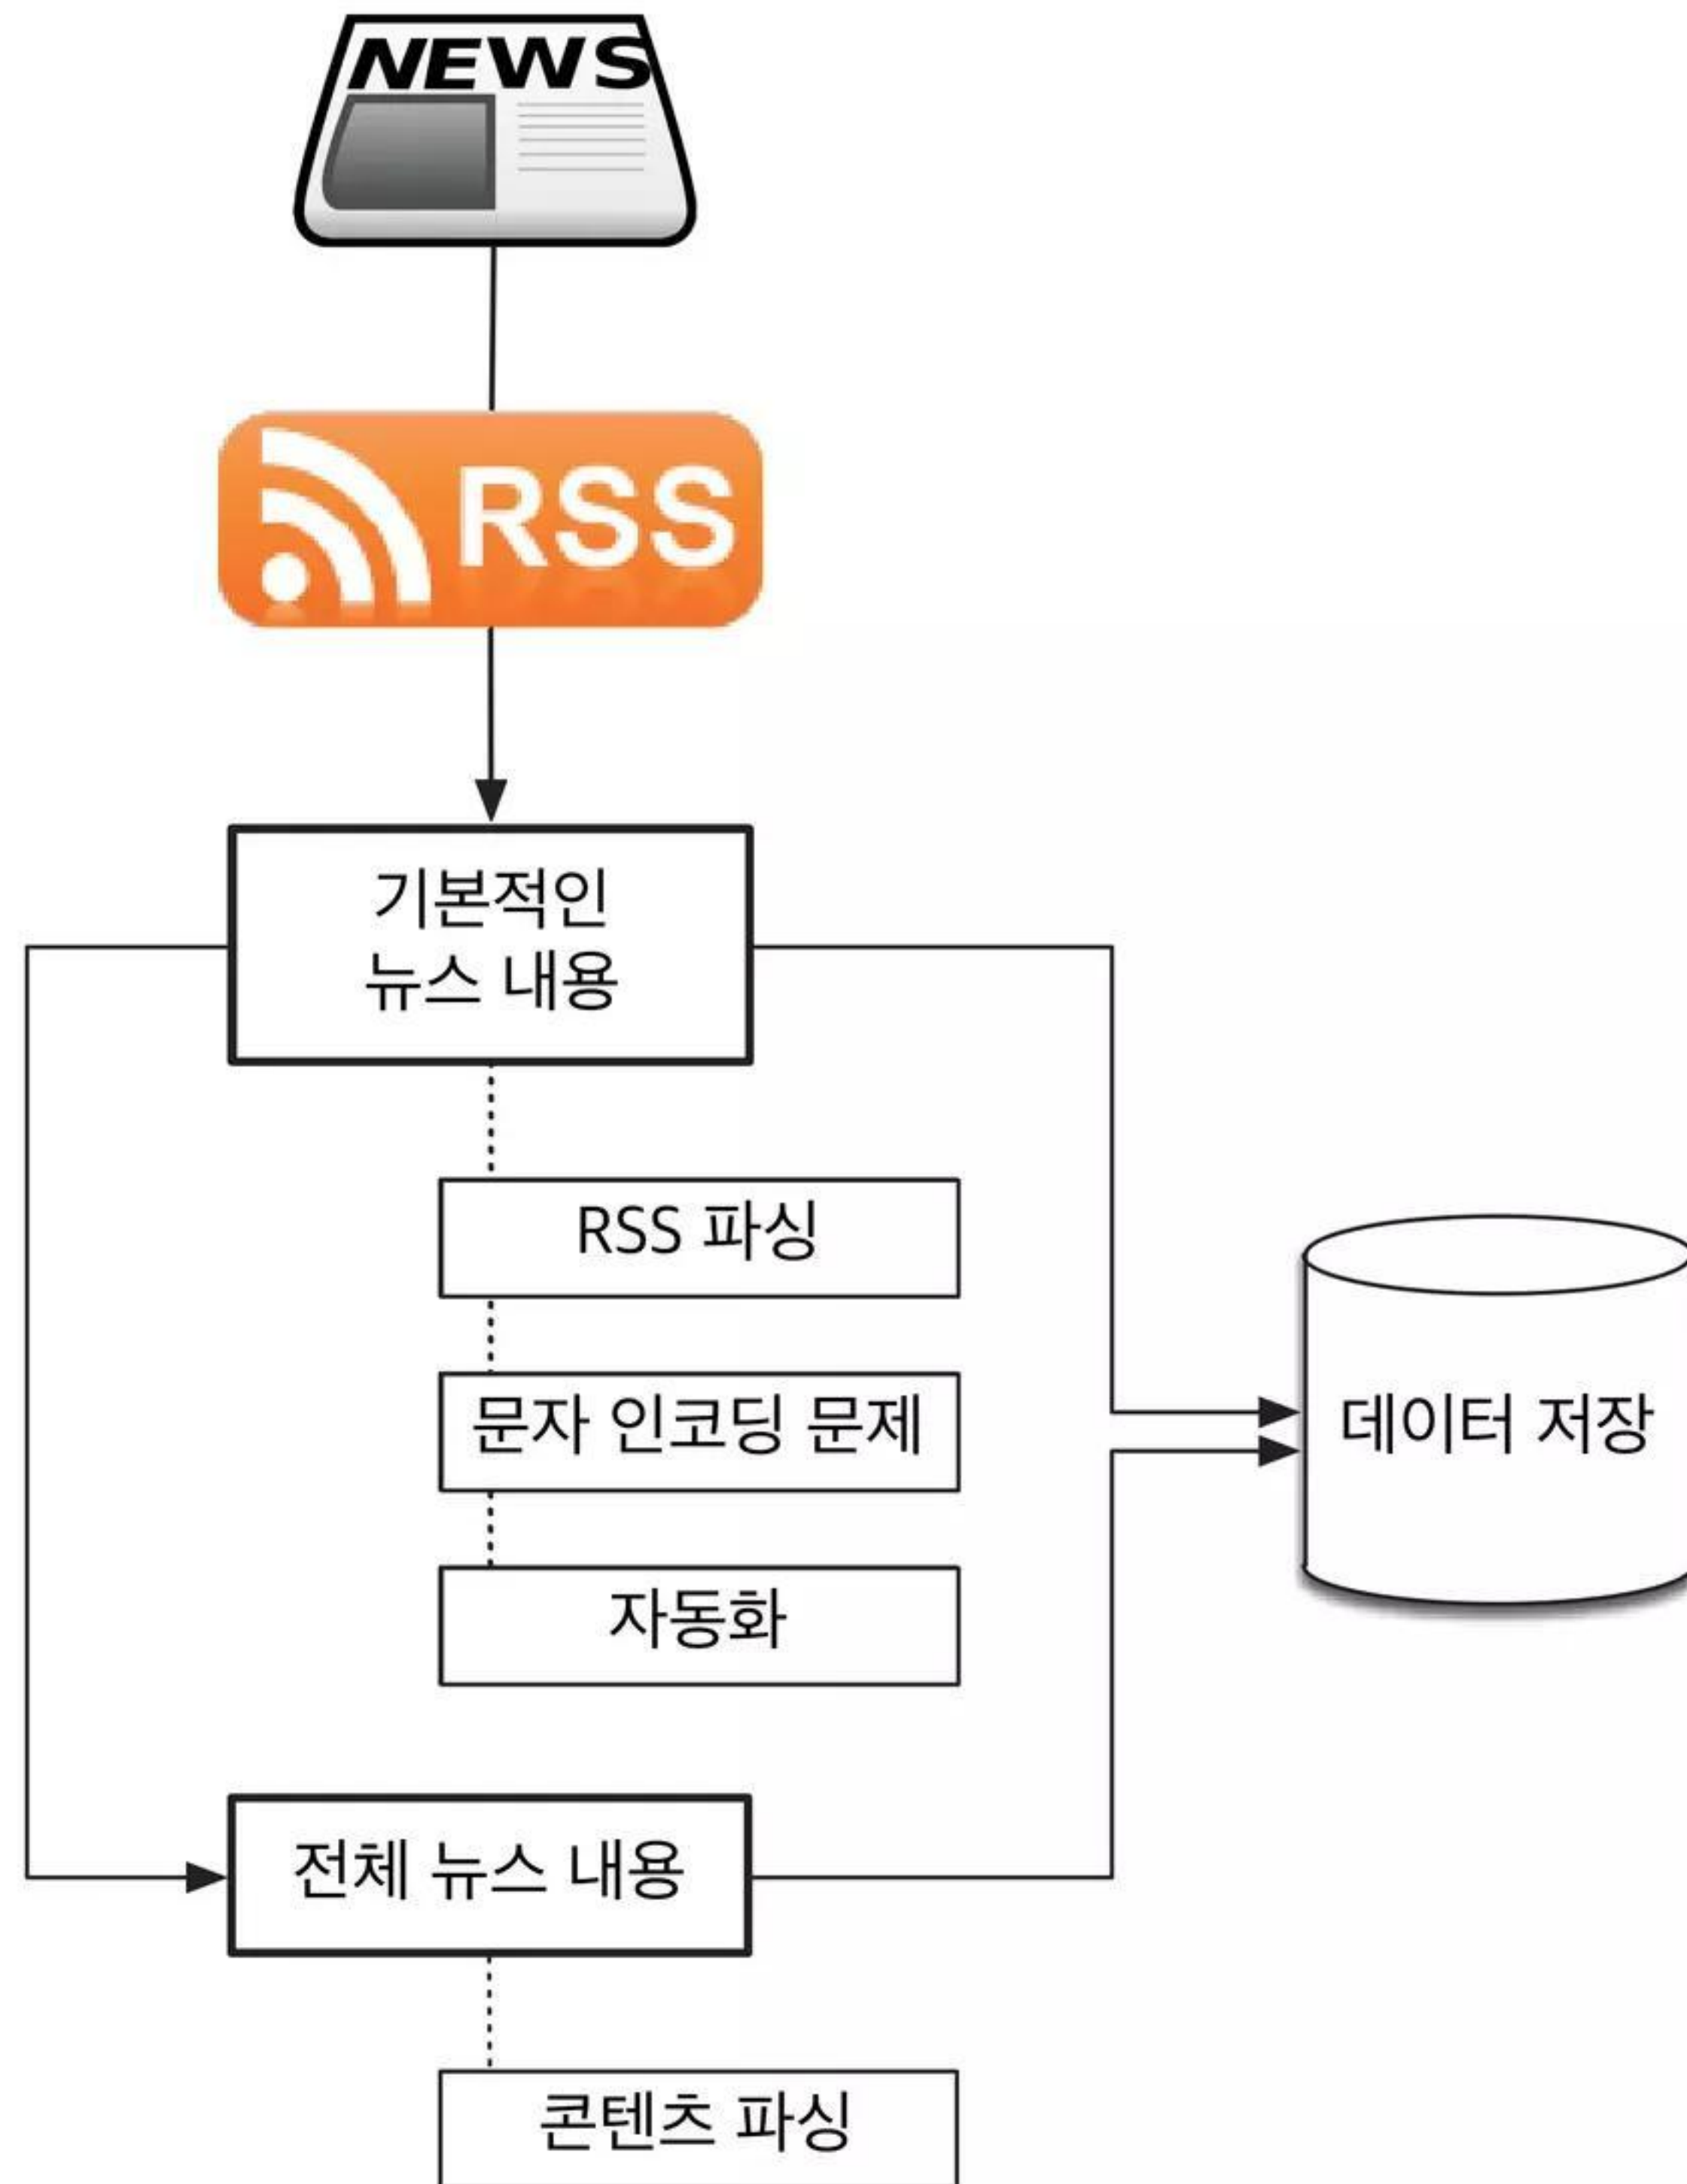 NEWS
RSS
기본적인
뉴스 내용
RSS 파싱
문자 인코딩 문제
데이터 저장
자동화
전체 뉴스 내용
콘텐츠 파싱